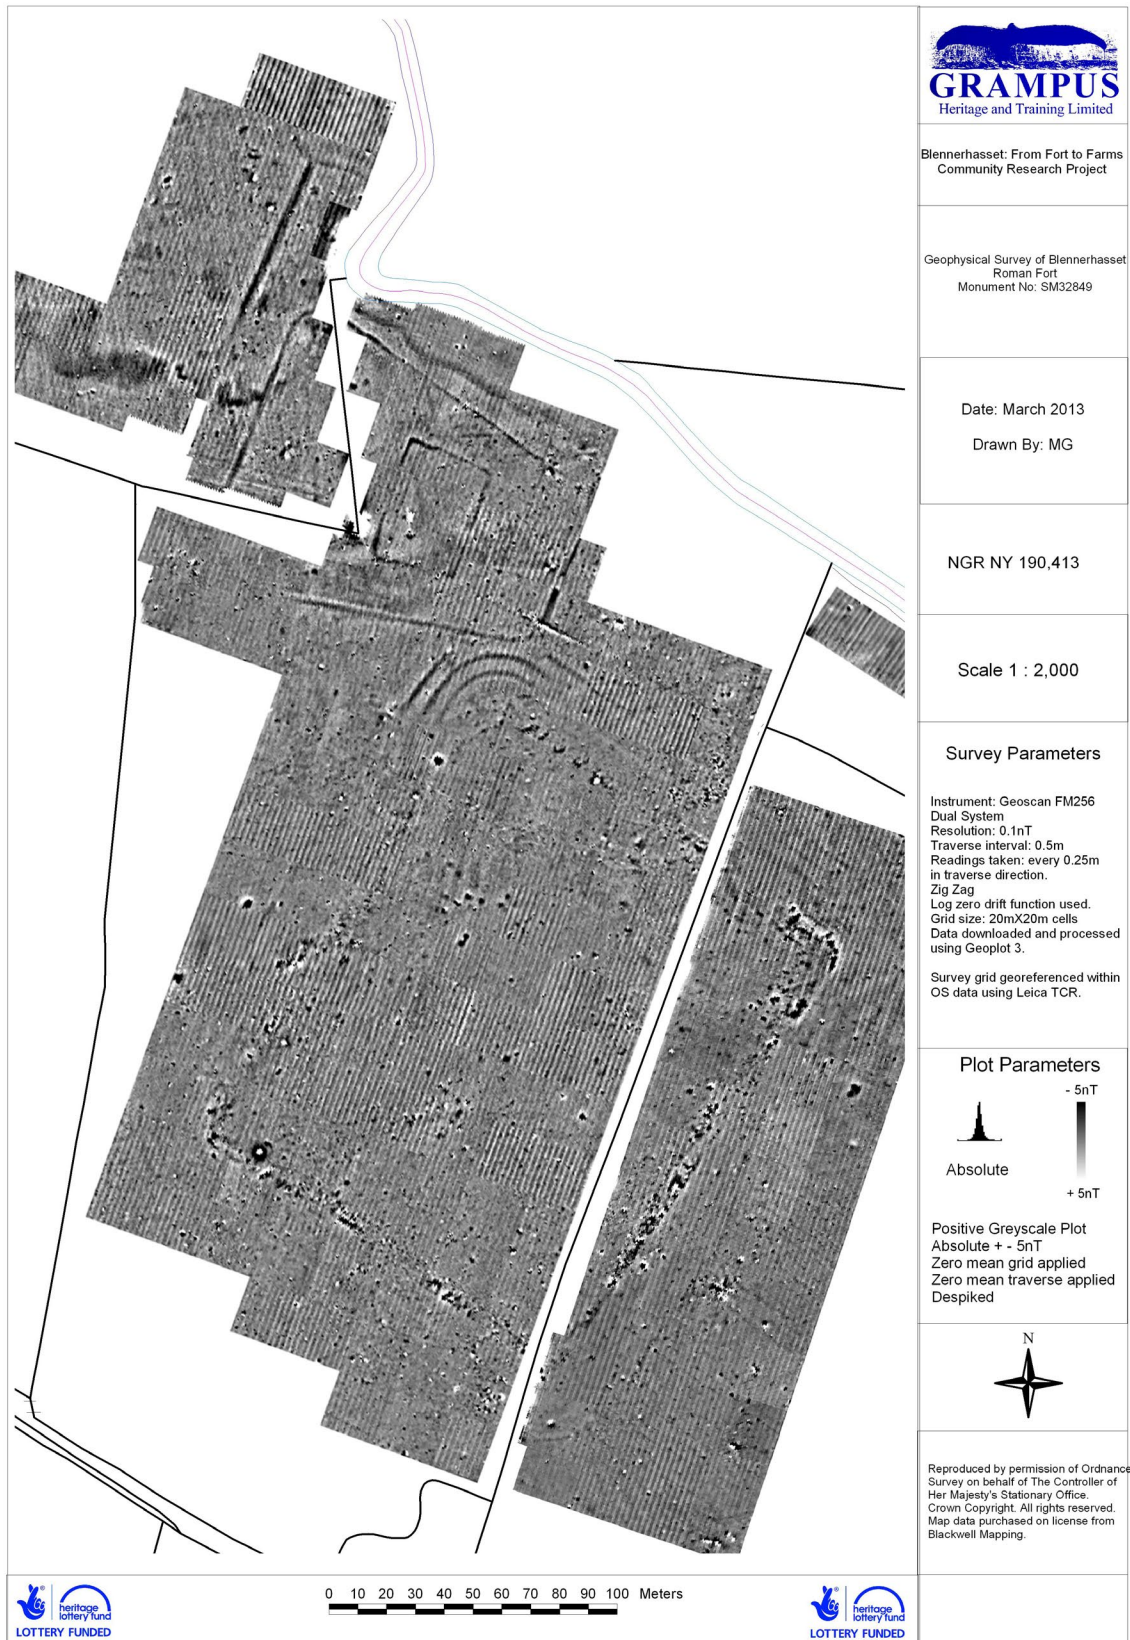 GRAMPUS
Heritage and Training Limited
Blennerhasset: From Fort to Farms
Community Research Project
Geophysical Survey of Blennerhasset
Roman Fort
Monument No: SM32849
Date: March 2013
Drawn By: MG
NGR NY 190,413
Scale 1 : 2,000
Survey Parameters
Instrument: Geoscan FM256
Dual System
Resolution: 0.1nT
Traverse interval: 0.5m
Readings taken: every 0.25m
in traverse direction.
Zig Zag
Log zero drift function used.
Grid size: 20mX20m cells
Data downloaded and processed
using Geoplot 3.
Survey grid georeferenced within
OS data using Leica TCR.
Plot Parameters
- 5nT
Absolute
+ 5nT
Positive Greyscale Plot
Absolute + - 5nT
Zero mean grid applied
Zero mean traverse applied
Despiked
N
Reproduced by permission of Ordnance
Survey on behalf of The Controller of
Her Majesty's Stationary Office.
Crown Copyright. All rights reserved.
Map data purchased on license from
Blackwell Mapping.
heritage
lottery fund
LOTTERY FUNDED
0 10 20 30 40 50 60 70 80 90 100 Meters
heritage
lottery fund
LOTTERY FUNDED